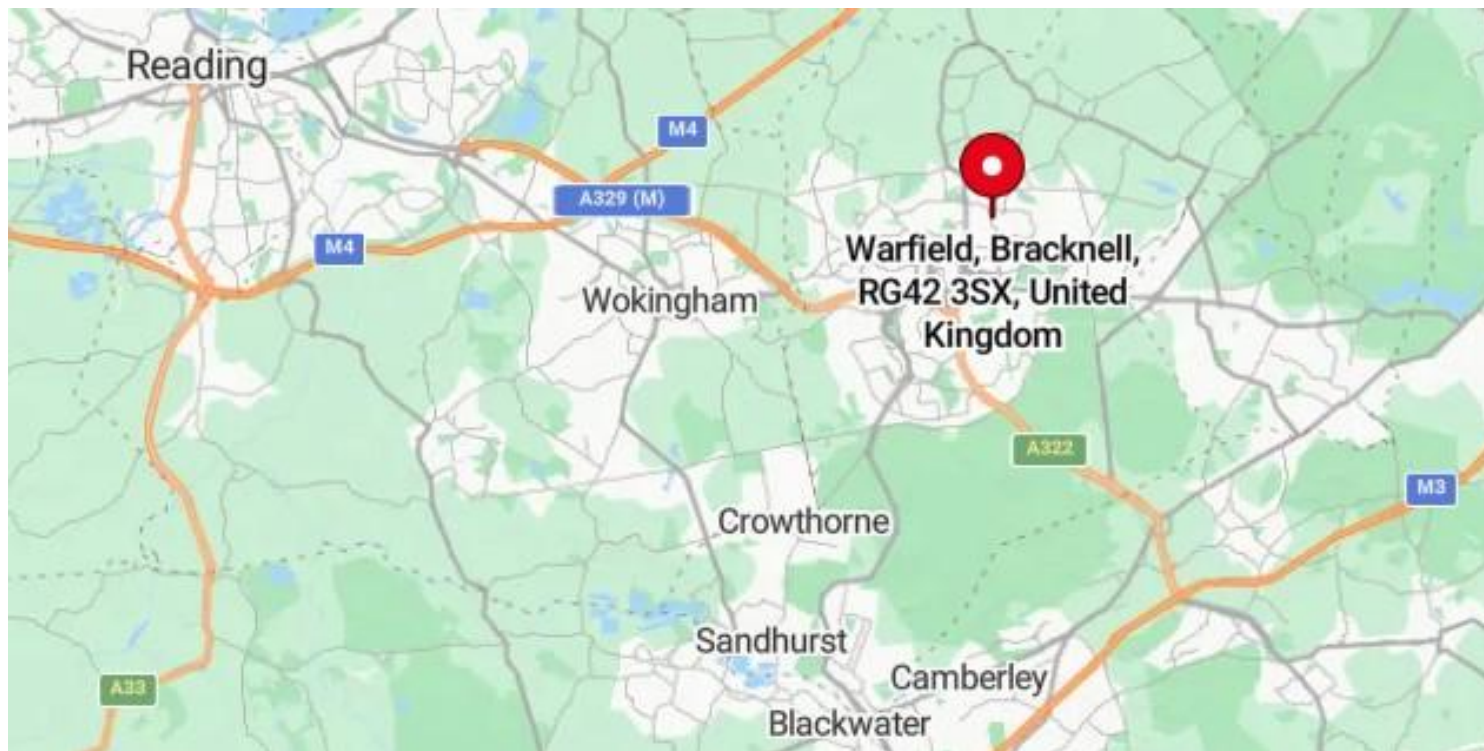 Reading
M4
A329 (M)
M4
Warfield, Bracknell,
RG42 3SX, United
Kingdom
Wokingham
A322
M3
Crowthorne
Sandhurst
A33
Camberley
Blackwater